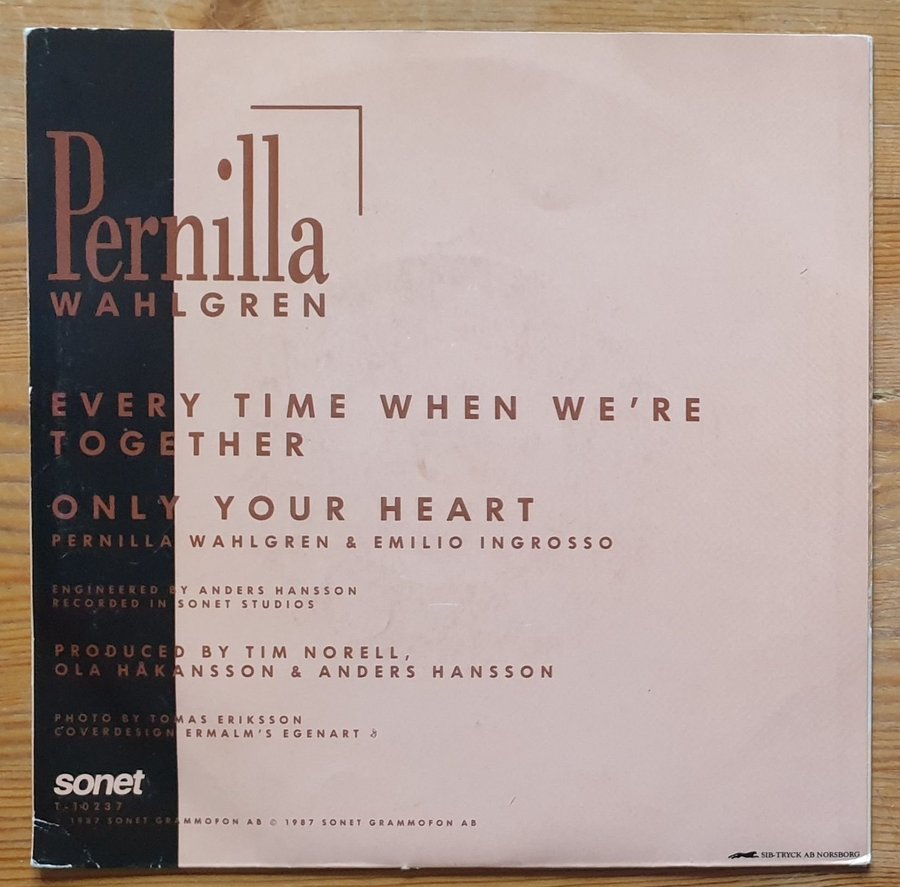 Pernilla
WAHLGREN
EVERY TIME WHEN WE'RE
TOGETHER
ONLY YOUR HEART
PERNILLA WAHLGREN & EMILIO INGROSSO
ENGINEERED BY ANDERS HANSSON
RECORDED IN SONET STUDIOS
PRODUCED BY TIM NORELL,
OLA HÅKANSSON & ANDERS HANSSON
PHOTO BY TOMAS ERIKSSON
COVERDESIGN ERMALM'S EGENART
sonet
T-10237
1987 SONET GRAMMOFON AB © 1987 SONET GRAMMOFON AB
SIB-TRYCK AB NORSBORG